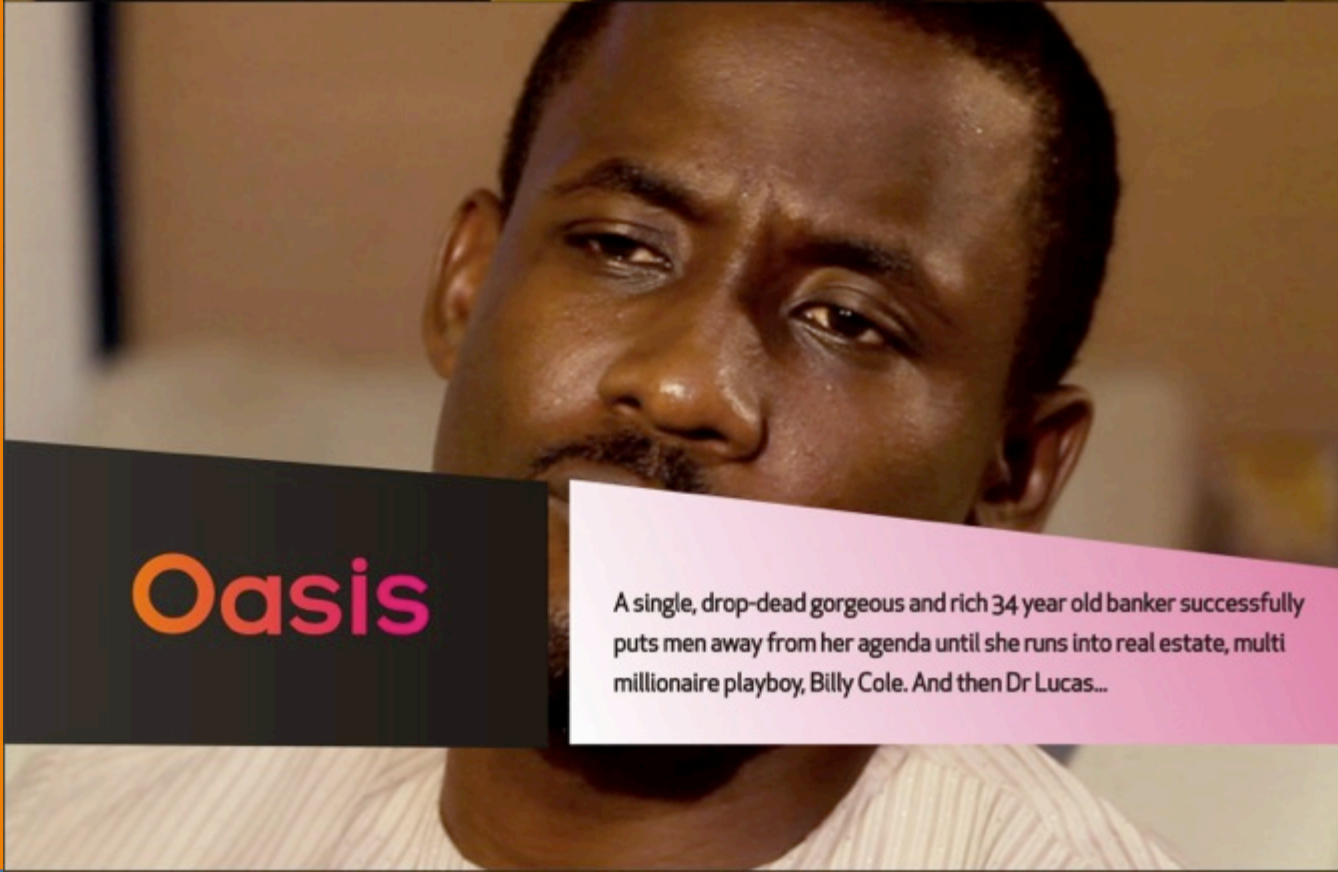 Oasis
A single, drop-dead gorgeous and rich 34 year old banker successfully
puts men away from her agenda until she runs into real estate, multi
millionaire playboy, Billy Cole. And then Dr Lucas...